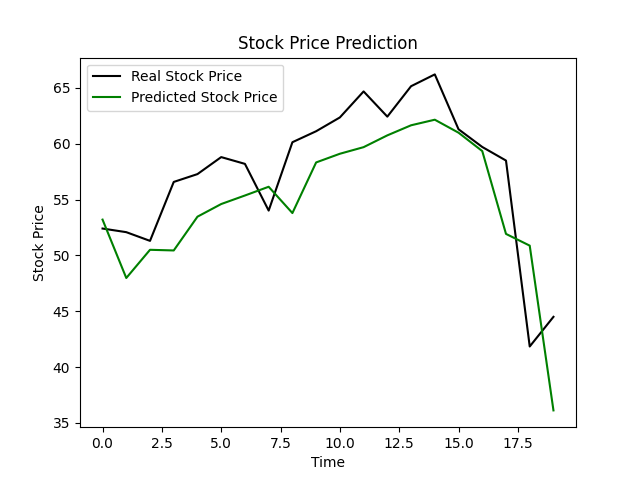 Stock Price Prediction
Real Stock Price
Predicted Stock Price
Stock Price
65
60
55
50
45
40
35
0.0 2.5 5.0 7.5 10.0 12.5 15.0 17.5
Time